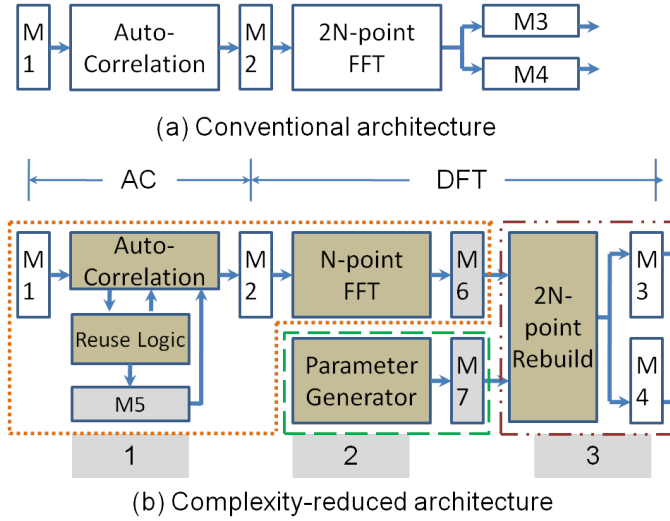 M
1
Auto-
Correlation
M
2
2N-point
FFT
M3
M4
(a) Conventional architecture
AC
DFT
M
1
Auto-
Correlation
M
2
N-point
FFT
M
6
2N-
point
Rebuild
M
3
Reuse Logic
M5
Parameter
Generator
M
7
M
4
1
2
3
(b) Complexity-reduced architecture